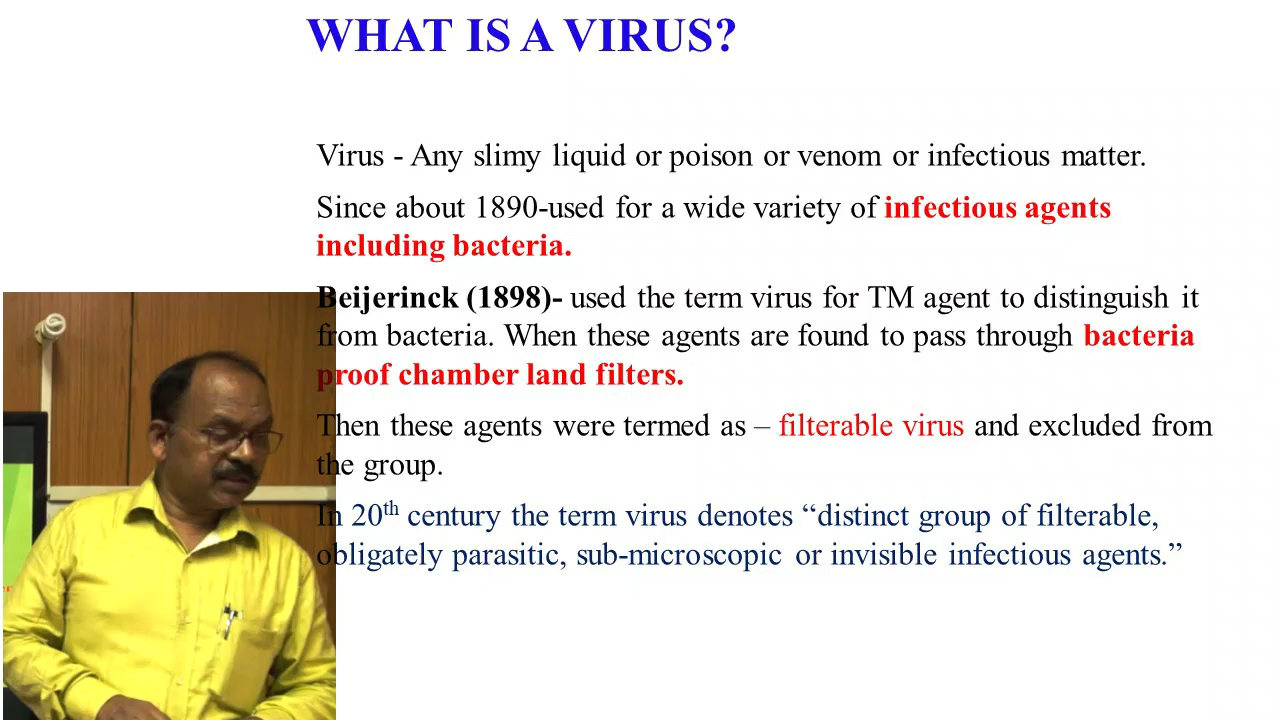 WHAT IS A VIRUS?
Virus - Any slimy liquid or poison or venom or infectious matter.
Since about 1890-used for a wide variety of infectious agents
including bacteria.
Beijerinck (1898)- used the term virus for TM agent to distinguish it
from bacteria. When these agents are found to pass through bacteria
proof chamber land filters.
Then these agents were termed as – filterable virus and excluded from
the group.
In 20th century the term virus denotes “distinct group of filterable,
obligately parasitic, sub-microscopic or invisible infectious agents.”